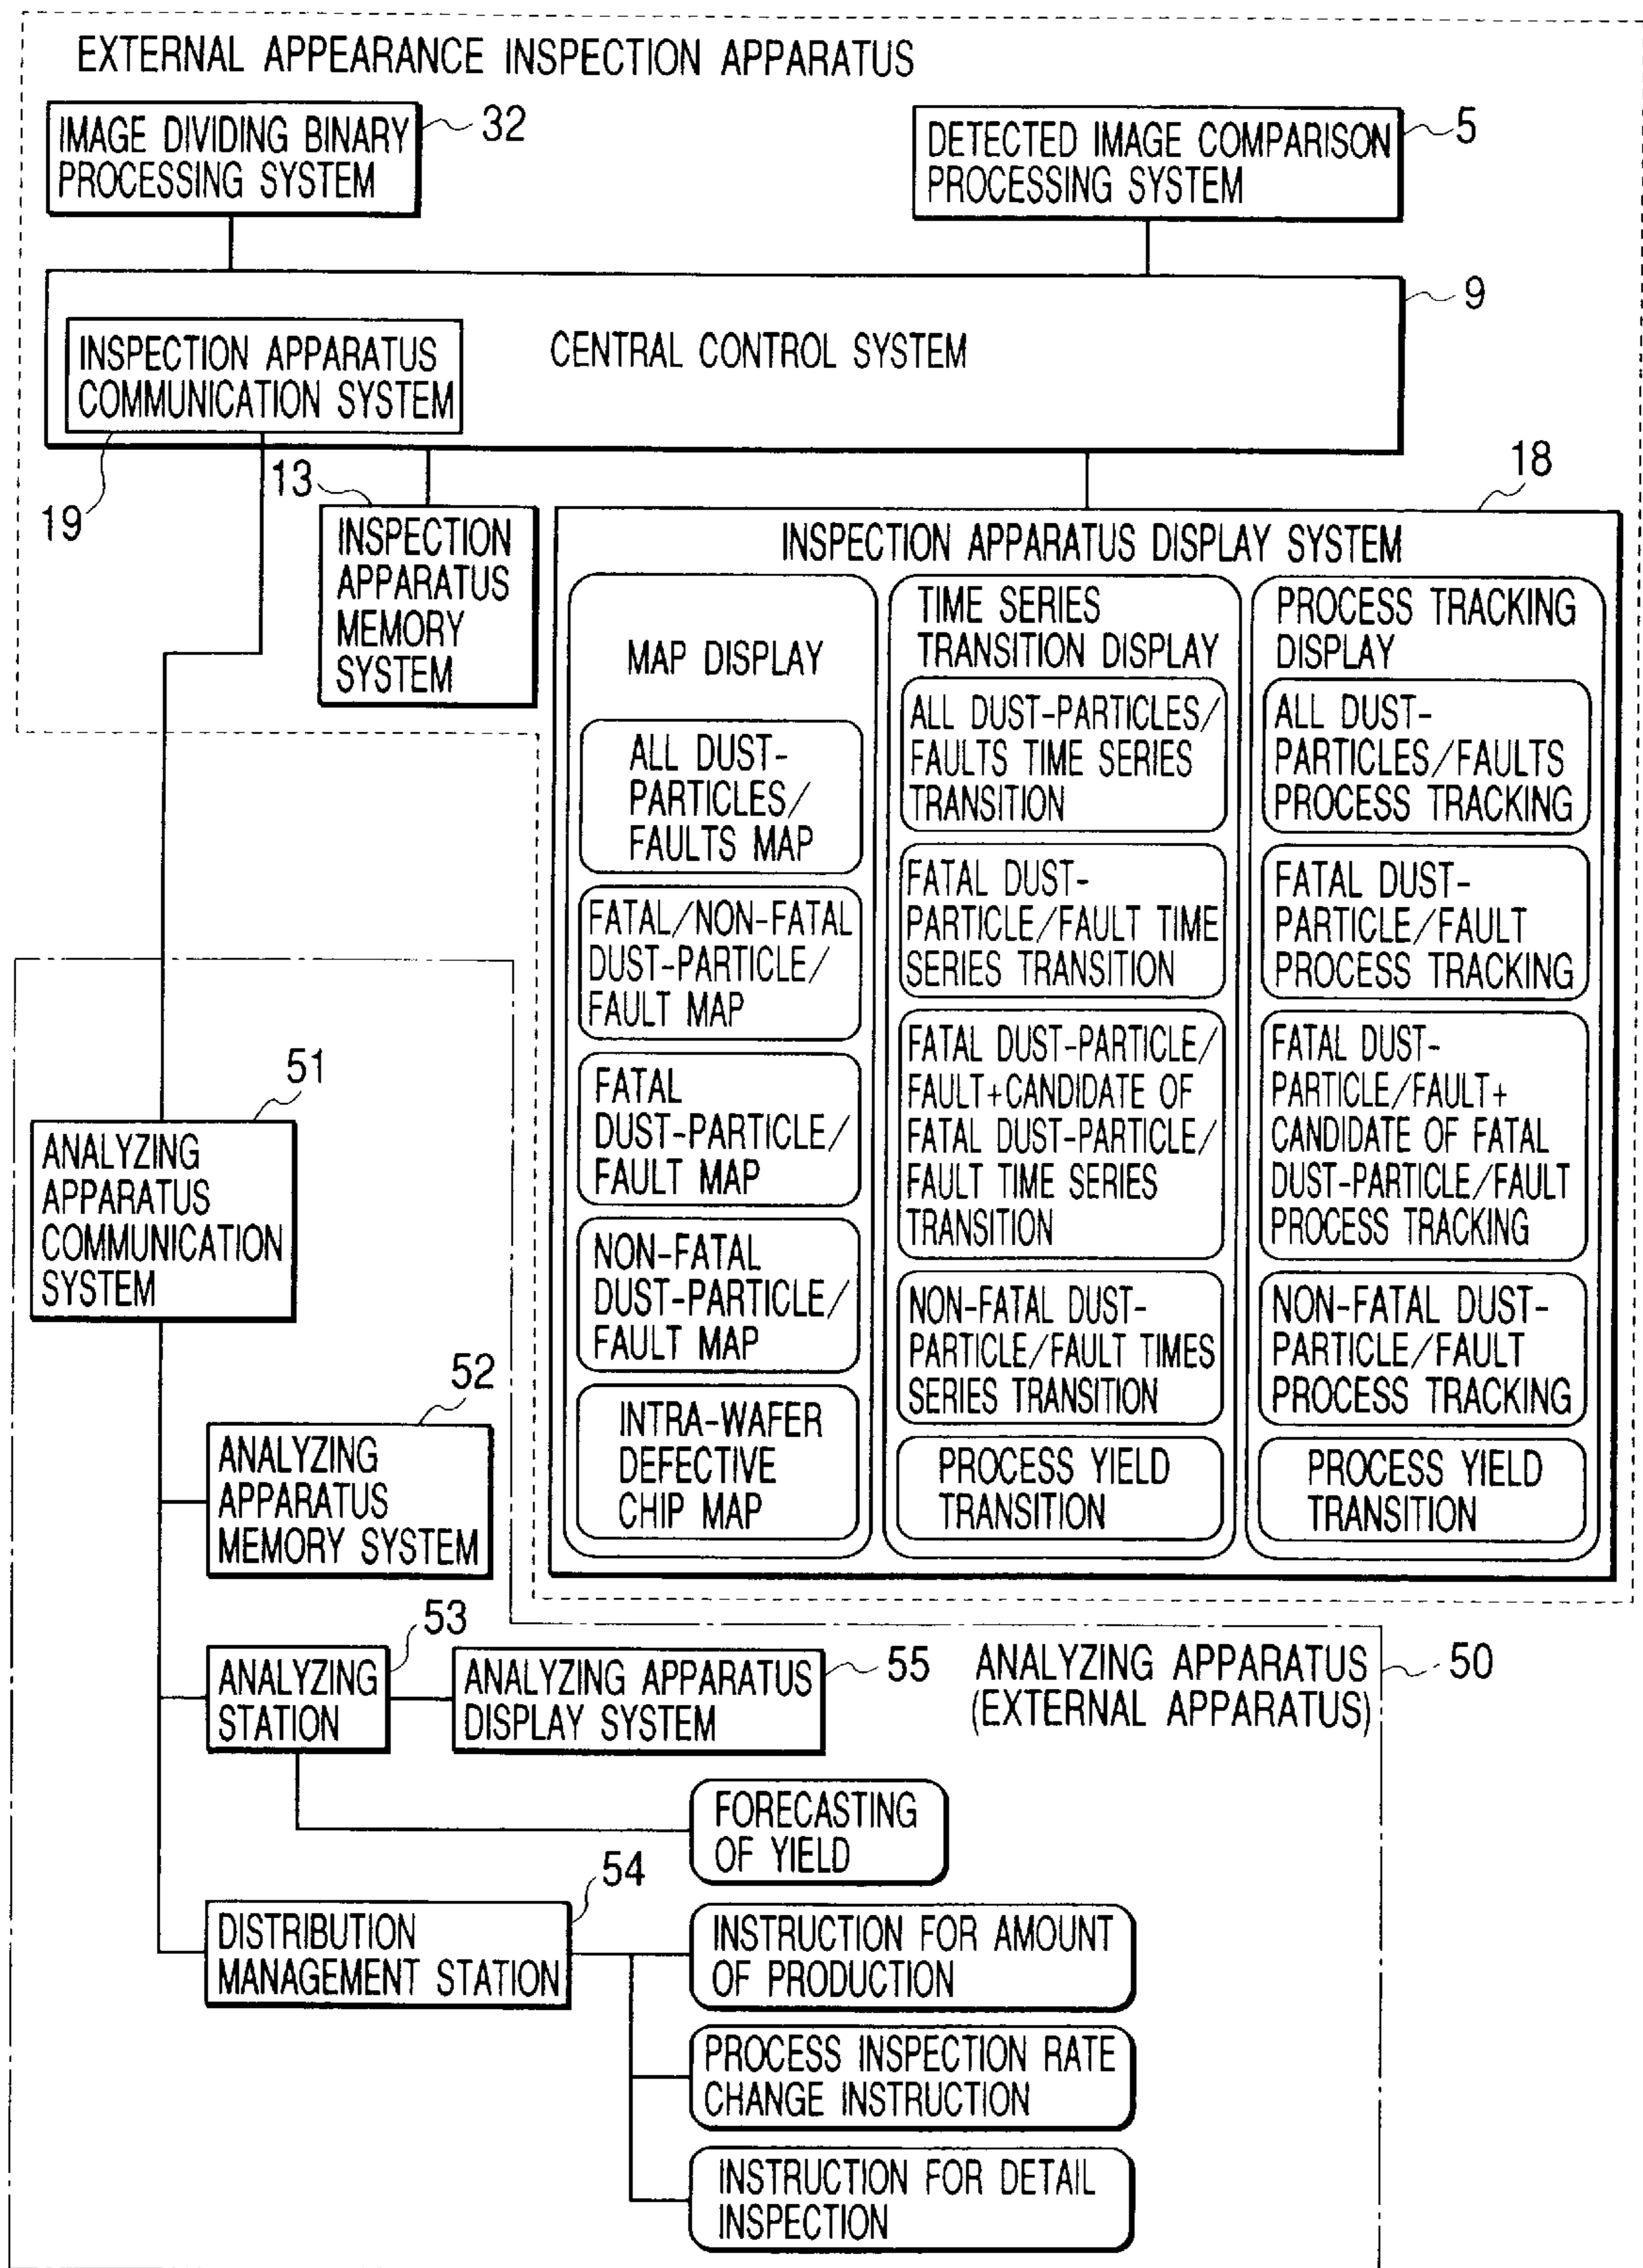 EXTERNAL APPEARANCE INSPECTION APPARATUS
IMAGE DIVIDING BINARY
PROCESSING SYSTEM
32
DETECTED IMAGE COMPARISON
PROCESSING SYSTEM
5
9
CENTRAL CONTROL SYSTEM
INSPECTION APPARATUS
COMMUNICATION SYSTEM
19
13
INSPECTION
APPARATUS
MEMORY
SYSTEM
18
INSPECTION APPARATUS DISPLAY SYSTEM
MAP DISPLAY
ALL DUST-
PARTICLES/
FAULTS MAP
FATAL/NON-FATAL
DUST-PARTICLE/
FAULT MAP
FATAL
DUST-PARTICLE/
FAULT MAP
NON-FATAL
DUST-PARTICLE/
FAULT MAP
INTRA-WAFER
DEFECTIVE
CHIP MAP
TIME SERIES
TRANSITION DISPLAY
ALL DUST-PARTICLES/
FAULTS TIME SERIES
TRANSITION
FATAL DUST-
PARTICLE/FAULT TIME
SERIES TRANSITION
FATAL DUST-PARTICLE/
FAULT+CANDIDATE OF
FATAL DUST-PARTICLE/
FAULT TIME SERIES
TRANSITION
NON-FATAL DUST-
PARTICLE/FAULT TIMES
SERIES TRANSITION
PROCESS YIELD
TRANSITION
PROCESS TRACKING
DISPLAY
ALL DUST-
PARTICLES/FAULTS
PROCESS TRACKING
FATAL DUST-
PARTICLE/FAULT
PROCESS TRACKING
FATAL DUST-
PARTICLE/FAULT+
CANDIDATE OF FATAL
DUST-PARTICLE/FAULT
PROCESS TRACKING
NON-FATAL DUST-
PARTICLE/FAULT
PROCESS TRACKING
PROCESS YIELD
TRANSITION
51
ANALYZING
APPARATUS
COMMUNICATION
SYSTEM
52
ANALYZING
APPARATUS
MEMORY SYSTEM
53
ANALYZING
STATION
55
ANALYZING APPARATUS
DISPLAY SYSTEM
ANALYZING APPARATUS
(EXTERNAL APPARATUS)
50
FORECASTING
OF YIELD
54
DISTRIBUTION
MANAGEMENT STATION
INSTRUCTION FOR AMOUNT
OF PRODUCTION
PROCESS INSPECTION RATE
CHANGE INSTRUCTION
INSTRUCTION FOR DETAIL
INSPECTION